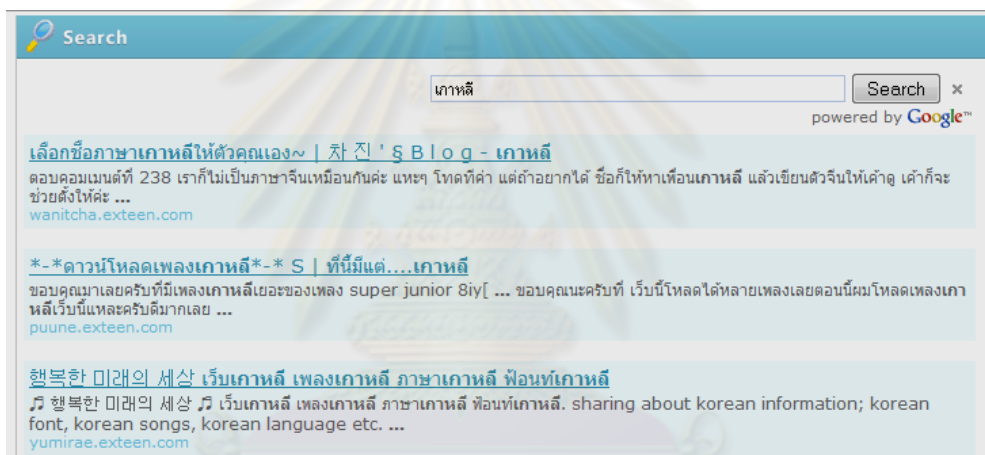 Search
เกาหลี Search ×
powered by Google™
เลือกชื่อภาษาเกาหลีให้ตัวคุณเอง~ | 차 진 ' § B l o g - เกาหลี
ตอบคอมเมนต์ที่ 238 เราก็ไม่เป็นภาษาจีนเหมือนกันค่ะ แหะๆ โทดทีค่า แต่ถ้าอยากได้ ชื่อก็ให้หาเพื่อนเกาหลี แล้วเขียนตัวจีนให้เค้าดู เค้าก็จะ
ช่วยตั้งให้ค่ะ ...
wanitcha.exteen.com
*-*ดาวน์โหลดเพลงเกาหลี*-* S | ที่นี้มีแต่....เกาหลี
ขอบคุณมาเลยครับที่มีเพลงเกาหลีเยอะของเพลง super junior 8iy[ ... ขอบคุณนะครับที่ เว็บนี้โหลดได้หลายเพลงเลยตอนนี้ผมโหลดเพลงเกา
หลีเว็บนี้แหละครับดีมากเลย ...
puune.exteen.com
행복한 미래의 세상 เว็บเกาหลี เพลงเกาหลี ภาษาเกาหลี ฟ้อนท์เกาหลี
♫ 행복한 미래의 세상 ♫ เว็บเกาหลี เพลงเกาหลี ภาษาเกาหลี ฟ้อนท์เกาหลี. sharing about korean information; korean
font, korean songs, korean language etc. ...
yumirae.exteen.com